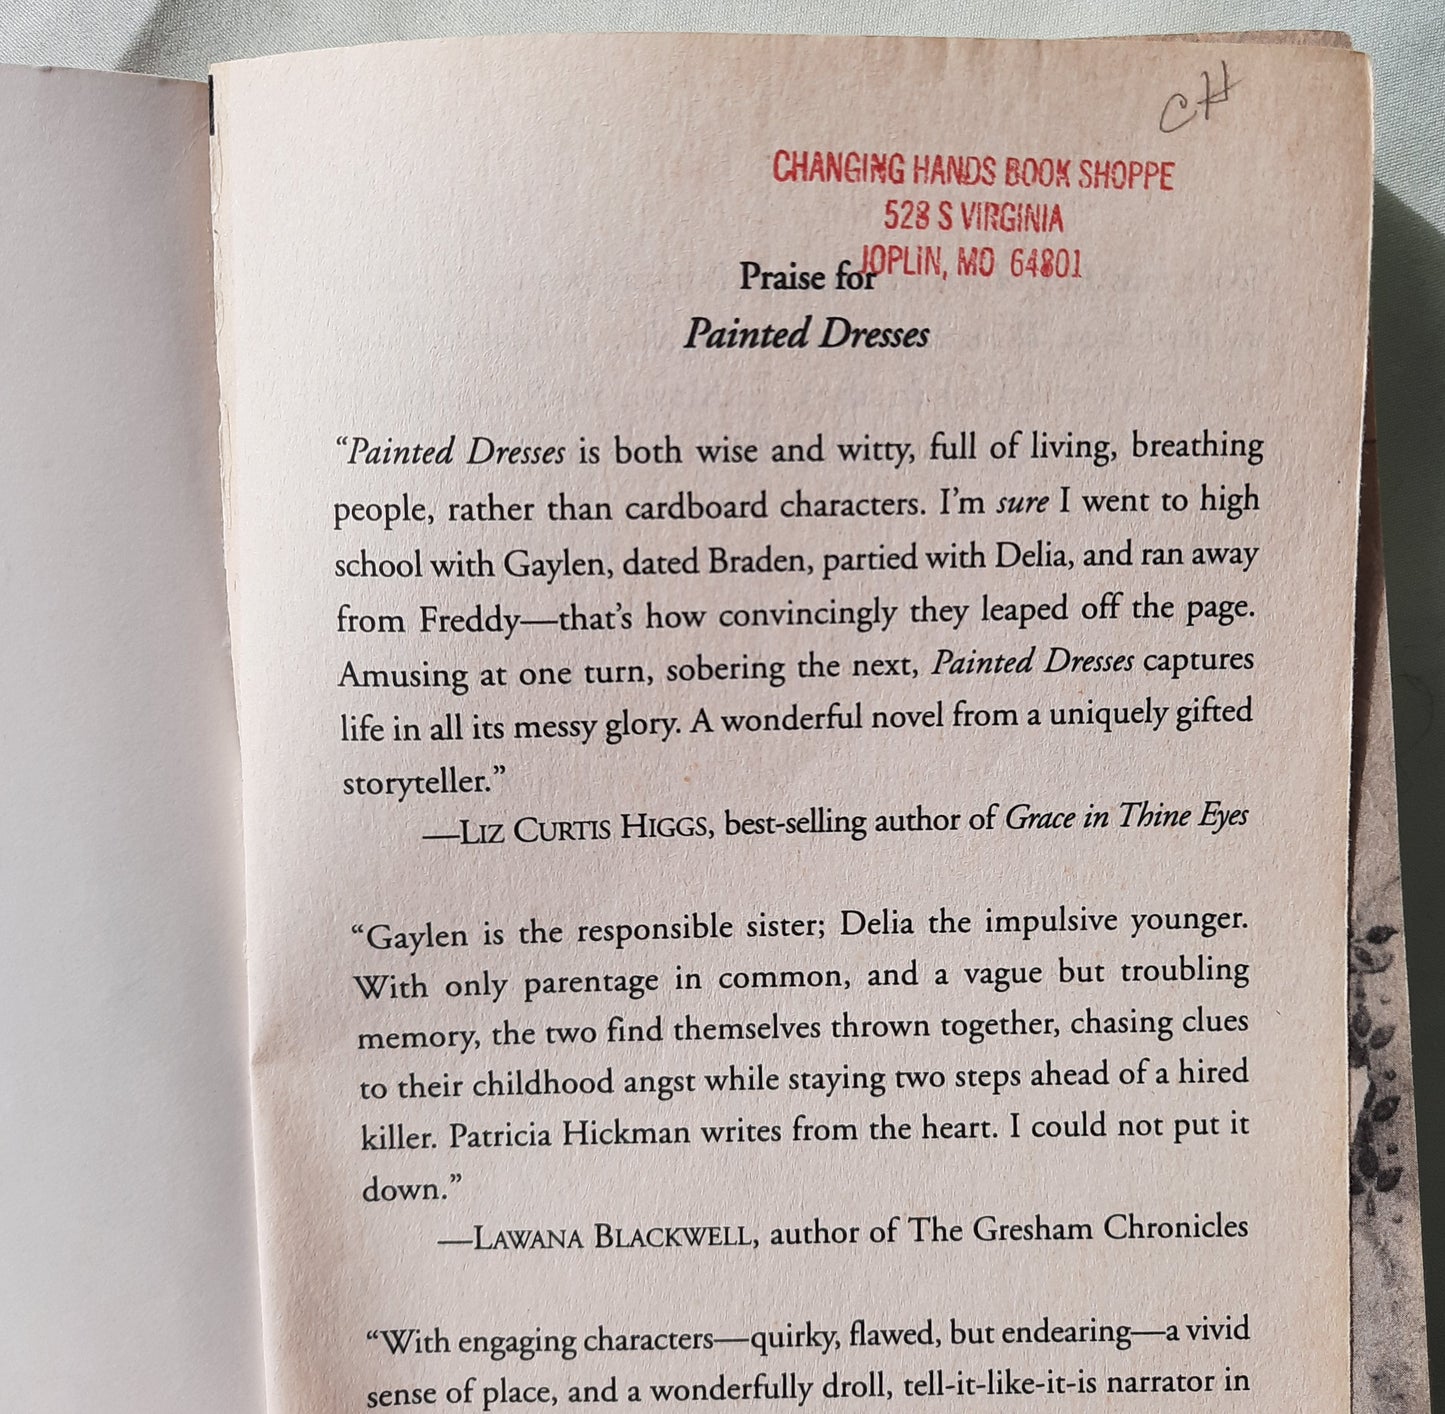 CH
CHANGING HANDS BOOK SHOPPE
528 S VIRGINIA
JOPLIN, MO 64801
Praise for
Painted Dresses
“Painted Dresses is both wise and witty, full of living, breathing
people, rather than cardboard characters. I’m sure I went to high
school with Gaylen, dated Braden, partied with Delia, and ran away
from Freddy—that’s how convincingly they leaped off the page.
Amusing at one turn, sobering the next, Painted Dresses captures
life in all its messy glory. A wonderful novel from a uniquely gifted
storyteller.”
—LIZ CURTIS HIGGS, best-selling author of Grace in Thine Eyes
“Gaylen is the responsible sister; Delia the impulsive younger.
With only parentage in common, and a vague but troubling
memory, the two find themselves thrown together, chasing clues
to their childhood angst while staying two steps ahead of a hired
killer. Patricia Hickman writes from the heart. I could not put it
down.”
—LAWANA BLACKWELL, author of The Gresham Chronicles
“With engaging characters—quirky, flawed, but endearing—a vivid
sense of place, and a wonderfully droll, tell-it-like-it-is narrator in